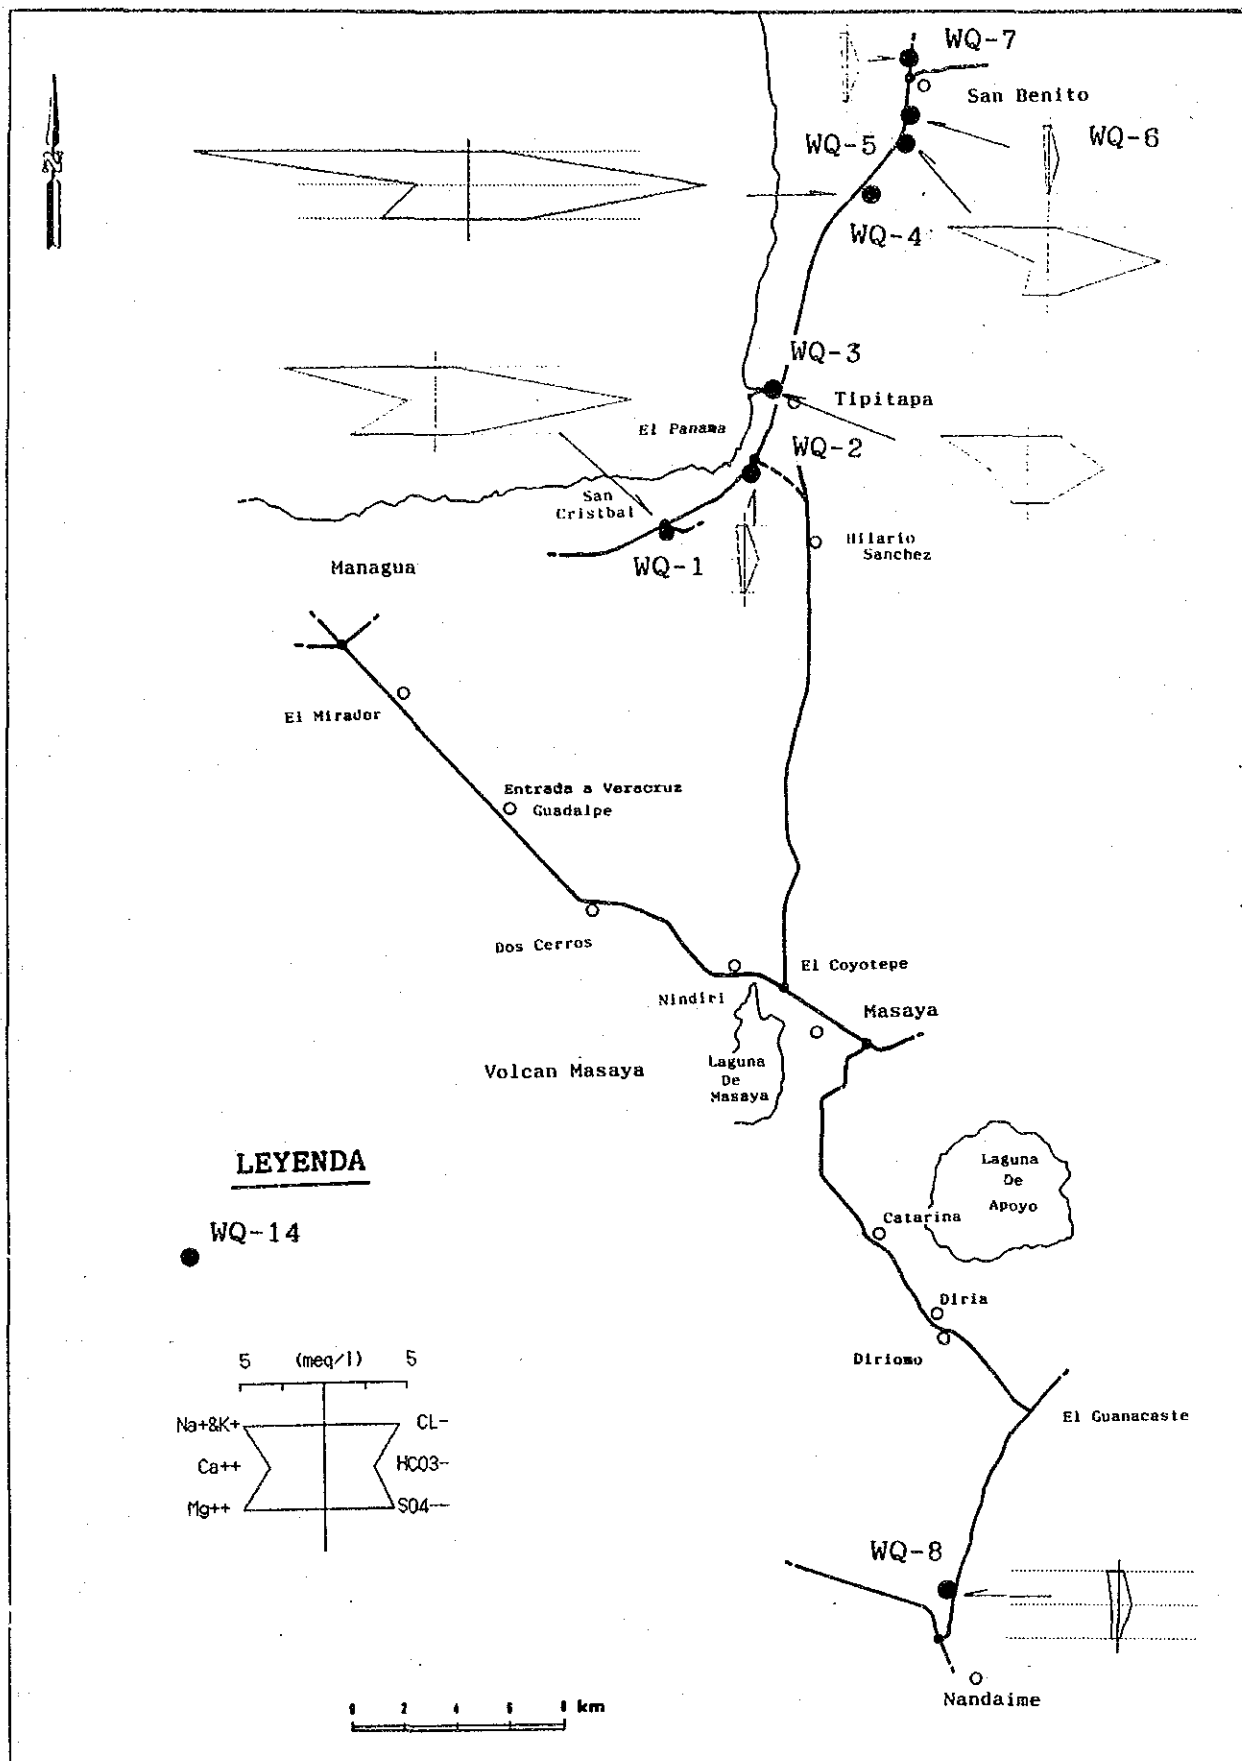 WQ-7
San Benito
WQ-5
WQ-6
N
WQ-4
WQ-3
Tipitapa
El Panama
WQ-2
San
Cristbal
Hilario
Sanchez
WQ-1
Managua
El Mirador
Entrada a Veracruz
Guadalpe
Dos Cerros
El Coyotepe
Nindiri
Masaya
Volcan Masaya
Laguna
De
Masaya
LEYENDA
Laguna
De
Apoyo
WQ-14
Catarina
Diria
Diriomo
5 (meq/l) 5
Na+&K+ CL-
Ca++ HCO3-
Mg++ SO4--
El Guanacaste
WQ-8
Nandaime
0 2 4 6 8 km